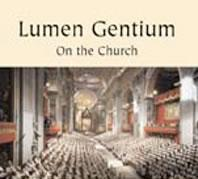 Lumen Gentium
On the Church